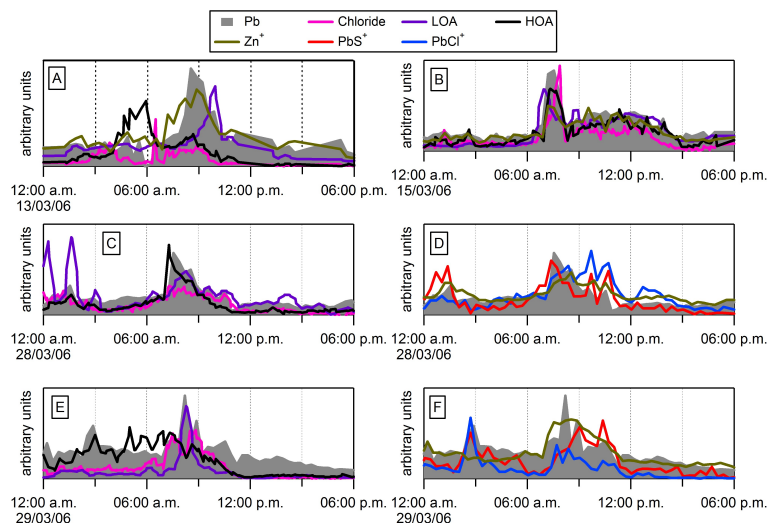 Pb Chloride LOA HOA
Zn+ PbS+ PbCl+
A
arbitrary units
12:00 a.m. 06:00 a.m. 12:00 p.m. 06:00 p.m.
13/03/06
B
arbitrary units
12:00 a.m. 06:00 a.m. 12:00 p.m. 06:00 p.m.
15/03/06
C
arbitrary units
12:00 a.m. 06:00 a.m. 12:00 p.m. 06:00 p.m.
28/03/06
D
arbitrary units
12:00 a.m. 06:00 a.m. 12:00 p.m. 06:00 p.m.
28/03/06
E
arbitrary units
12:00 a.m. 06:00 a.m. 12:00 p.m. 06:00 p.m.
29/03/06
F
arbitrary units
12:00 a.m. 06:00 a.m. 12:00 p.m. 06:00 p.m.
29/03/06